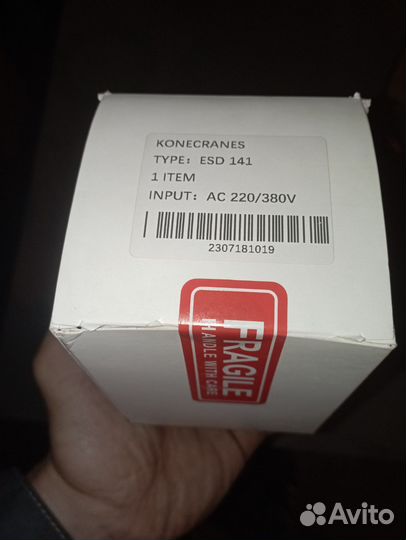 KONECRANES
TYPE: ESD 141
1 ITEM
INPUT: AC 220/380V
2307181019
FRAGILE
HANDLE WITH CARE
Avito